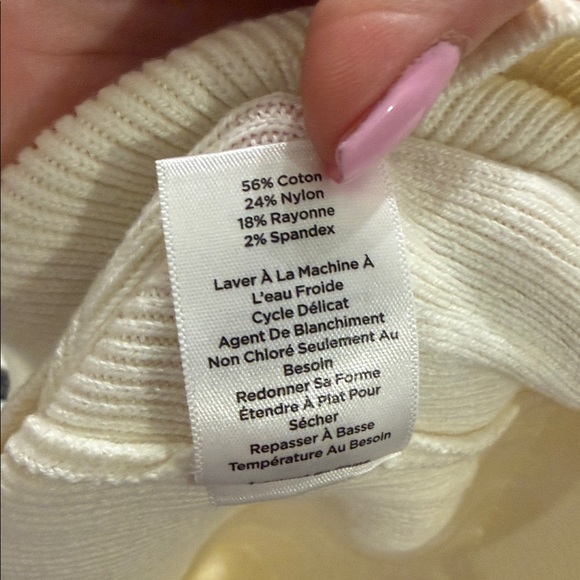 56% Coton
24% Nylon
18% Rayonne
2% Spandex
Laver À La Machine À
L'eau Froide
Cycle Délicat
Agent De Blanchiment
Non Chloré Seulement Au
Besoin
Redonner Sa Forme
Étendre À Plat Pour
Sécher
Repasser À Basse
Température Au Besoin